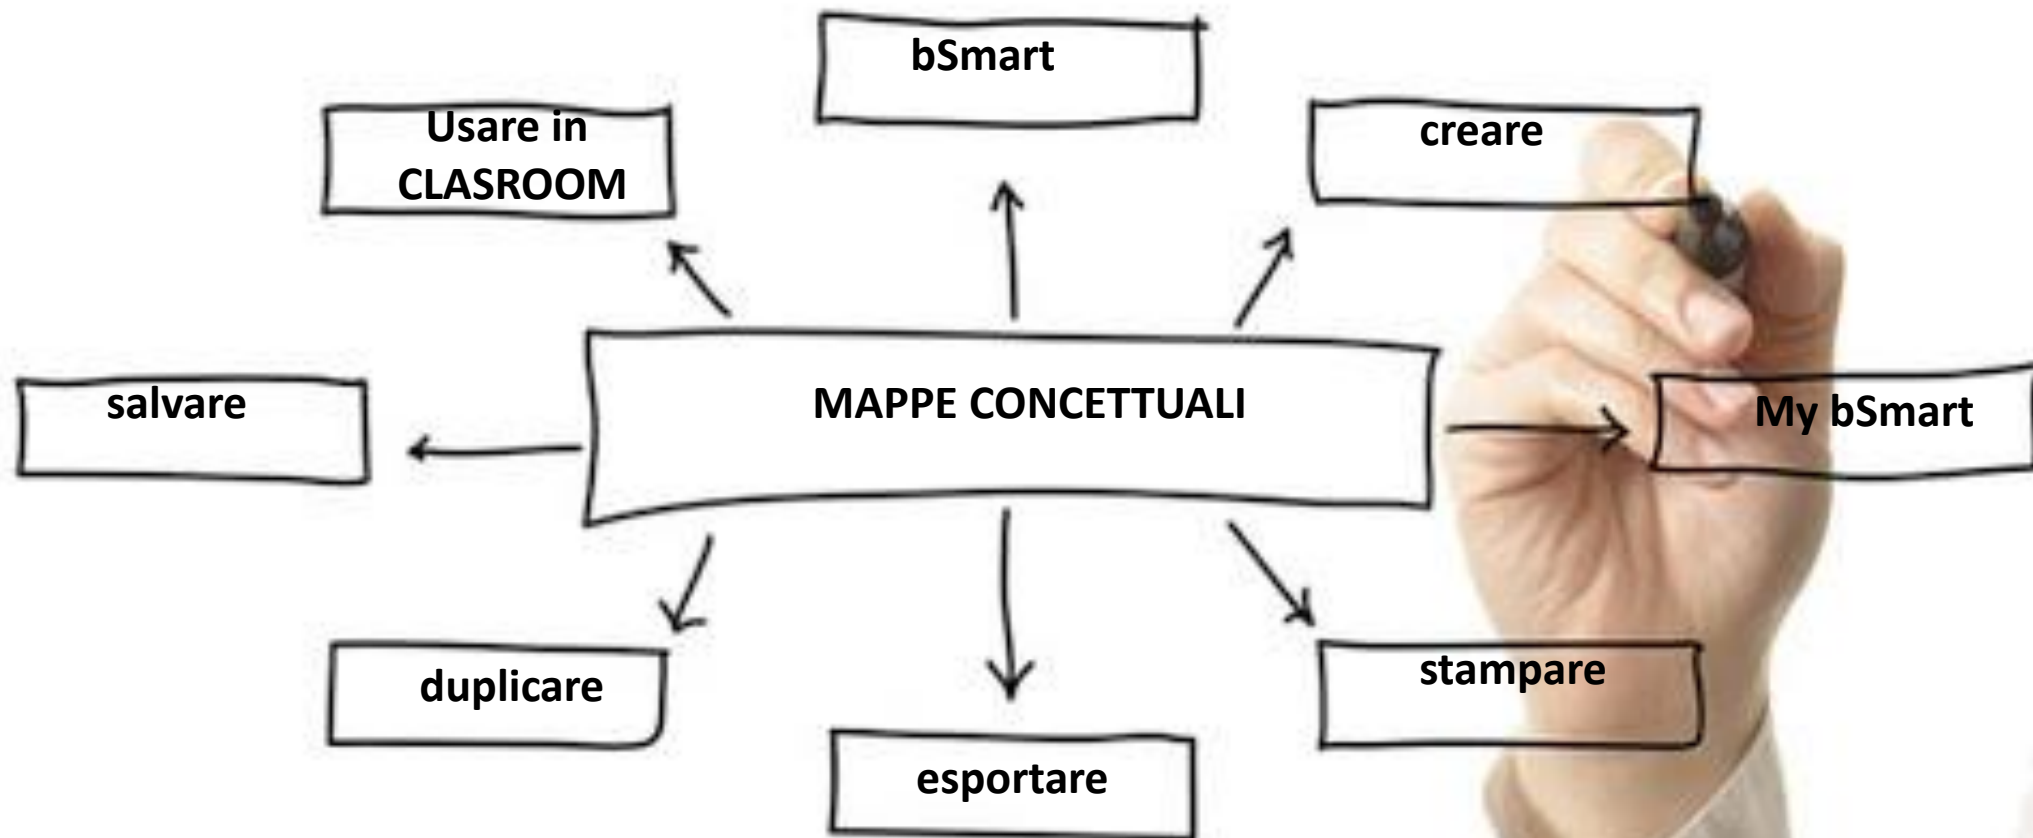 bSmart
Usare in
CLASROOM
creare
salvare
MAPPE CONCETTUALI
My bSmart
duplicare
stampare
esportare